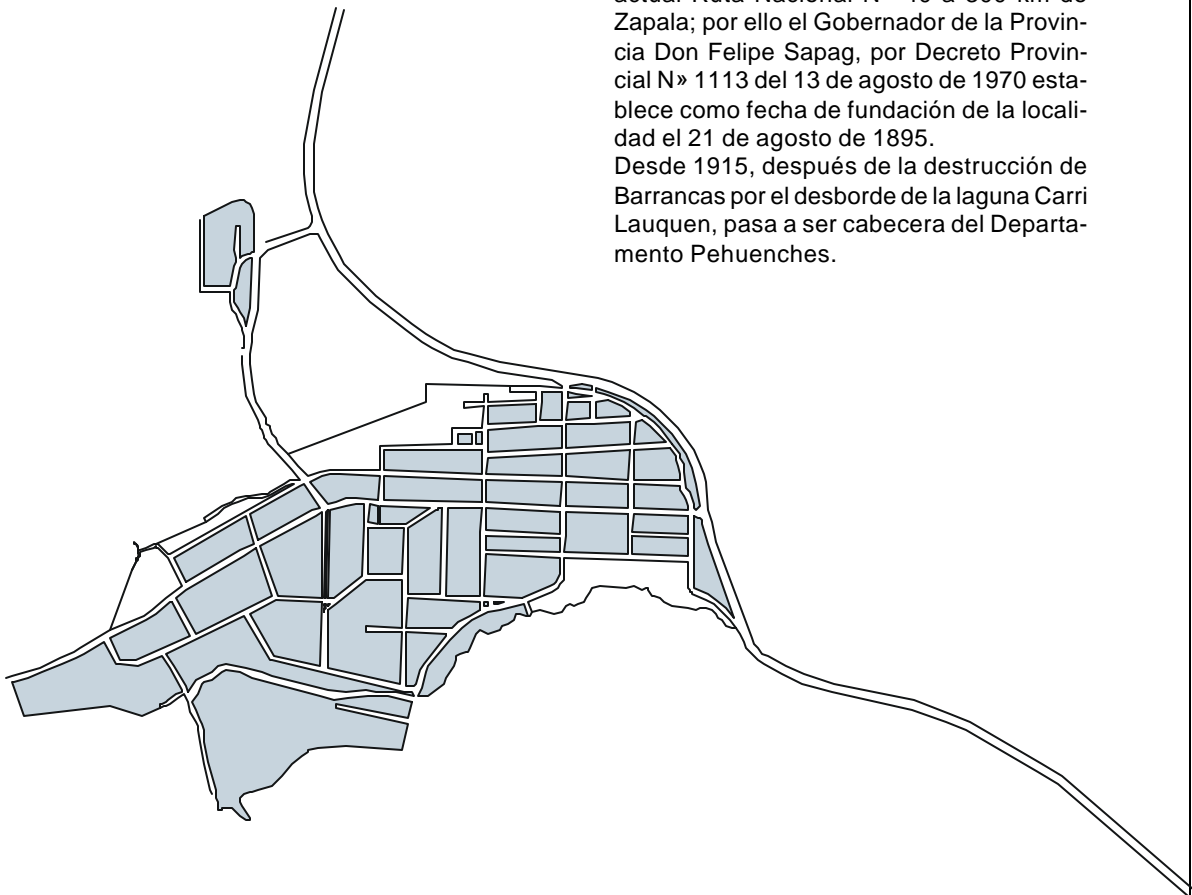 Zapala; por ello el Gobernador de la Provin-
cia Don Felipe Sapag, por Decreto Provin-
cial N» 1113 del 13 de agosto de 1970 esta-
blece como fecha de fundación de la locali-
dad el 21 de agosto de 1895.
Desde 1915, después de la destrucción de
Barrancas por el desborde de la laguna Carri
Lauquen, pasa a ser cabecera del Departa-
mento Pehuenches.